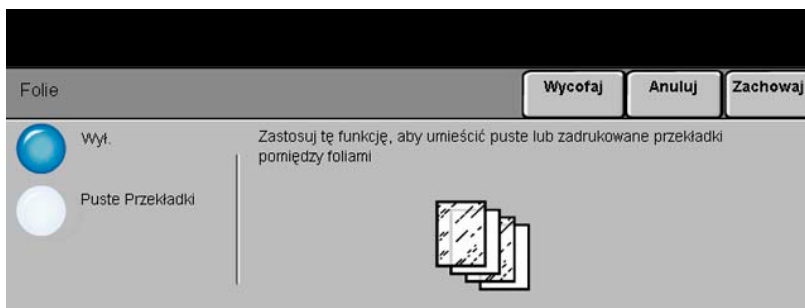 Folie
Wycofaj
Anuluj
Zachowaj
Wył.
Zastosuj tę funkcję, aby umieścić puste lub zadrukowane przekładki
pomiędzy foliami
Puste Przekładki